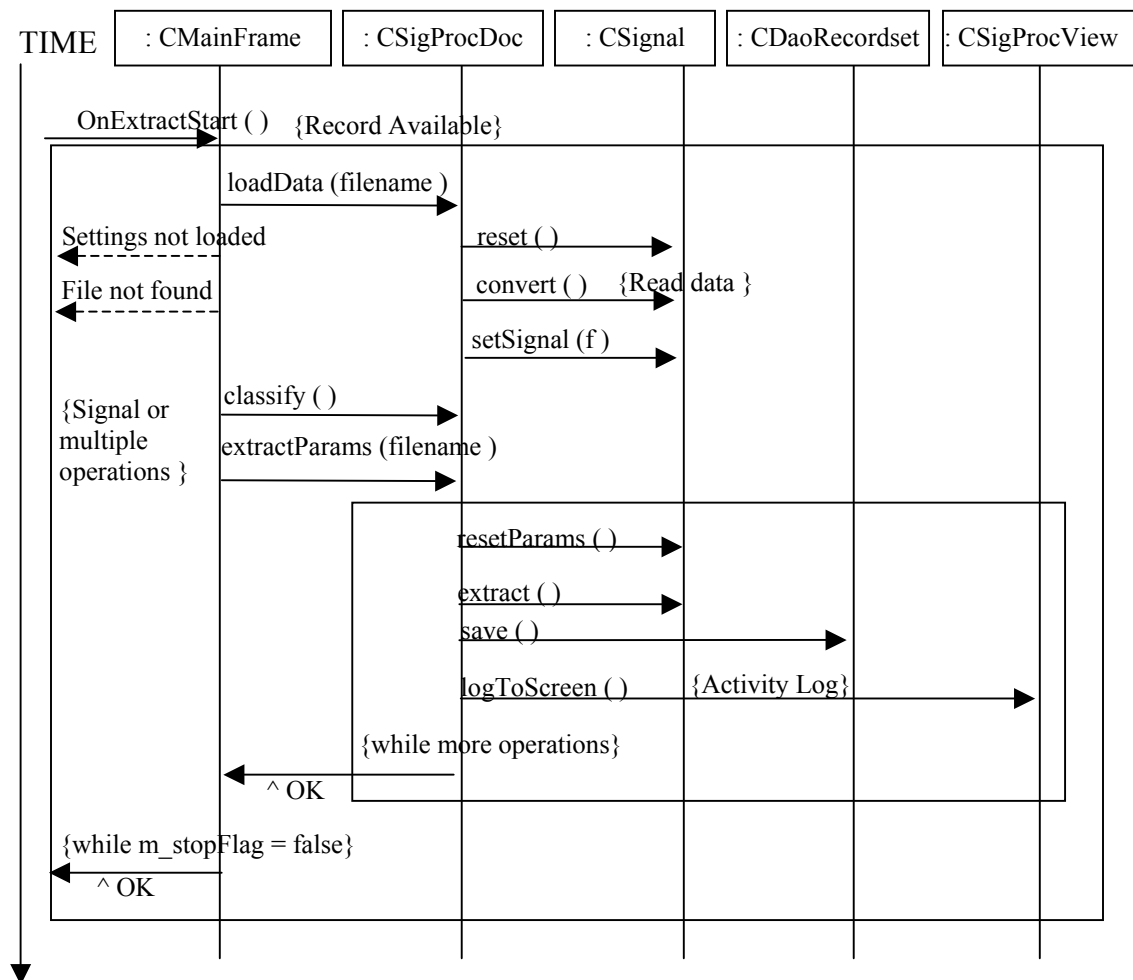 TIME
: CMainFrame
: CSigProcDoc
: CSignal
: CDaoRecordset
: CSigProcView
OnExtractStart ( )
{Record Available}
loadData (filename )
Settings not loaded
reset ( )
File not found
convert ( )
{Read data }
setSignal (f )
classify ( )
{Signal or
multiple
operations }
extractParams (filename )
resetParams ( )
extract ( )
save ( )
logToScreen ( )
{Activity Log}
{while more operations}
^ OK
{while m_stopFlag = false}
^ OK